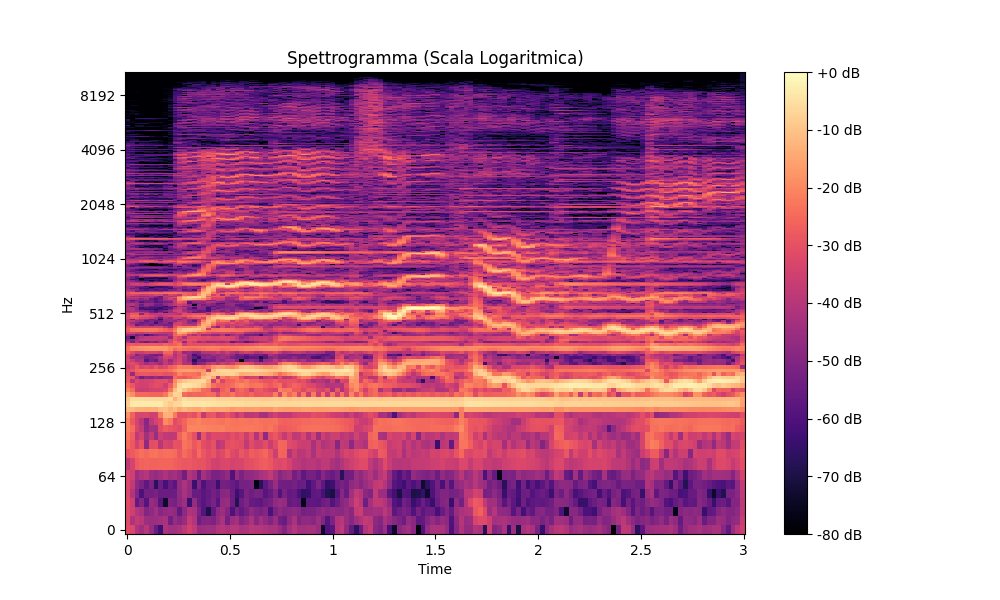 Spettrogramma (Scala Logaritmica)
8192
4096
2048
1024
512
256
128
64
0
Hz
0
0.5
1
1.5
2
2.5
3
Time
+0 dB
-10 dB
-20 dB
-30 dB
-40 dB
-50 dB
-60 dB
-70 dB
-80 dB